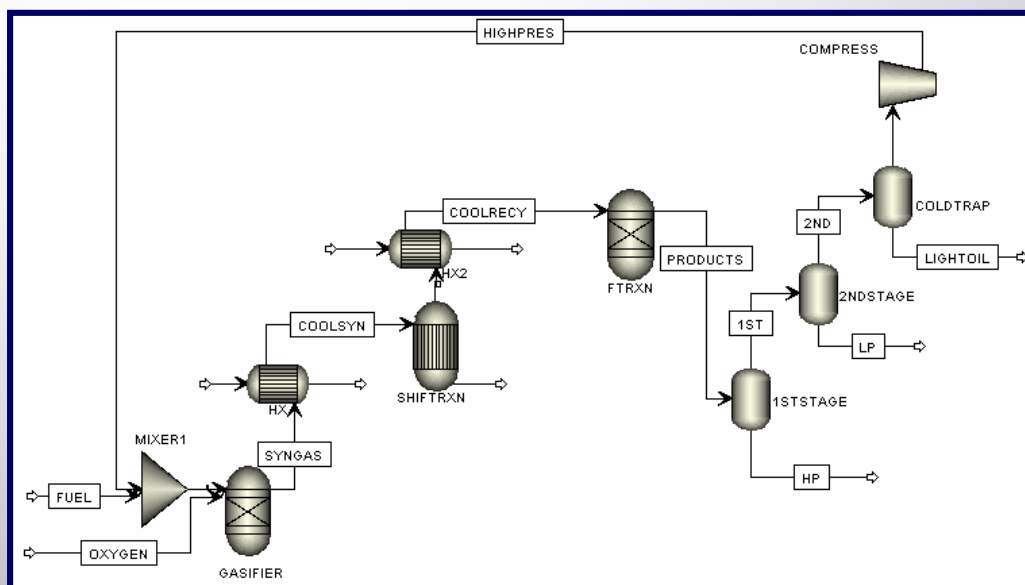 HIGHPRES
COMPRESS
COOLRECY
2ND
COLDTRAP
LIGHTOIL
HX2
FTRXN
PRODUCTS
2NDSTAGE
COOLSYN
1ST
LP
SHIFTRXN
HX
1STSTAGE
MIXER1
SYNGAS
HP
FUEL
OXYGEN
GASIFIER